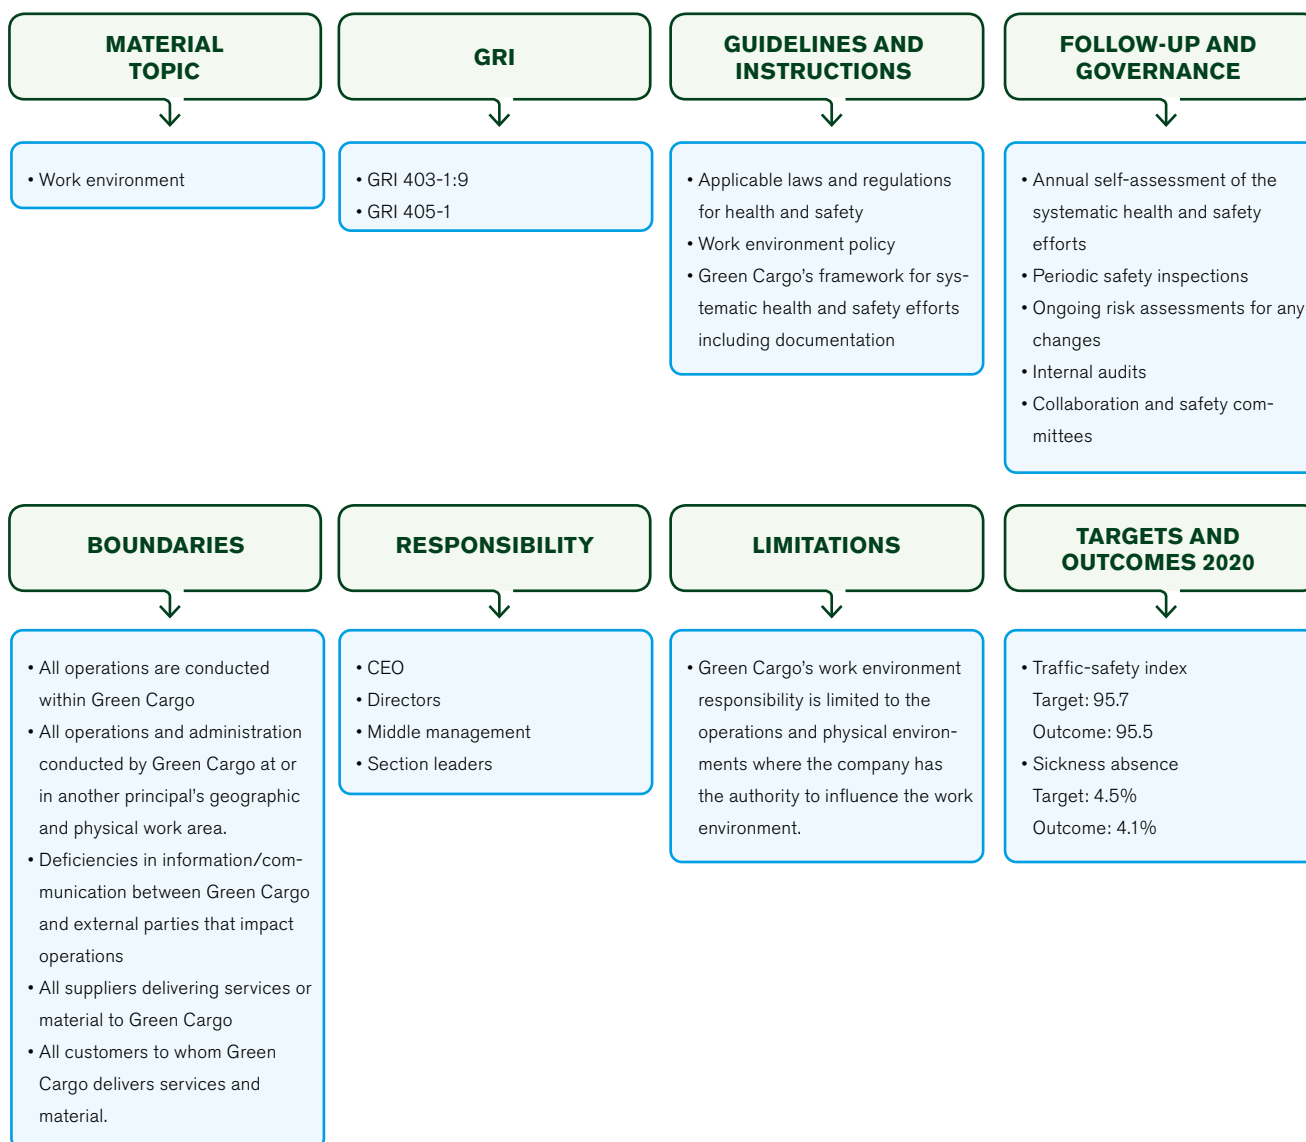 MATERIAL
TOPIC
• Work environment
GRI
• GRI 403-1:9
• GRI 405-1
GUIDELINES AND
INSTRUCTIONS
• Applicable laws and regulations
for health and safety
• Work environment policy
• Green Cargo’s framework for sys-
tematic health and safety efforts
including documentation
FOLLOW-UP AND
GOVERNANCE
• Annual self-assessment of the
systematic health and safety
efforts
• Periodic safety inspections
• Ongoing risk assessments for any
changes
• Internal audits
• Collaboration and safety com-
mittees
BOUNDARIES
• All operations are conducted
within Green Cargo
• All operations and administration
conducted by Green Cargo at or
in another principal’s geographic
and physical work area.
• Deficiencies in information/com-
munication between Green Cargo
and external parties that impact
operations
• All suppliers delivering services or
material to Green Cargo
• All customers to whom Green
Cargo delivers services and
material.
RESPONSIBILITY
• CEO
• Directors
• Middle management
• Section leaders
LIMITATIONS
• Green Cargo’s work environment
responsibility is limited to the
operations and physical environ-
ments where the company has
the authority to influence the work
environment.
TARGETS AND
OUTCOMES 2020
• Traffic-safety index
Target: 95.7
Outcome: 95.5
• Sickness absence
Target: 4.5%
Outcome: 4.1%